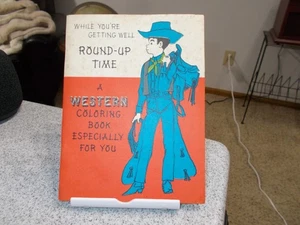 WHILE YOU'RE
GETTING WELL
ROUND-UP
TIME
A
WESTERN
COLORING
BOOK
ESPECIALLY
FOR YOU